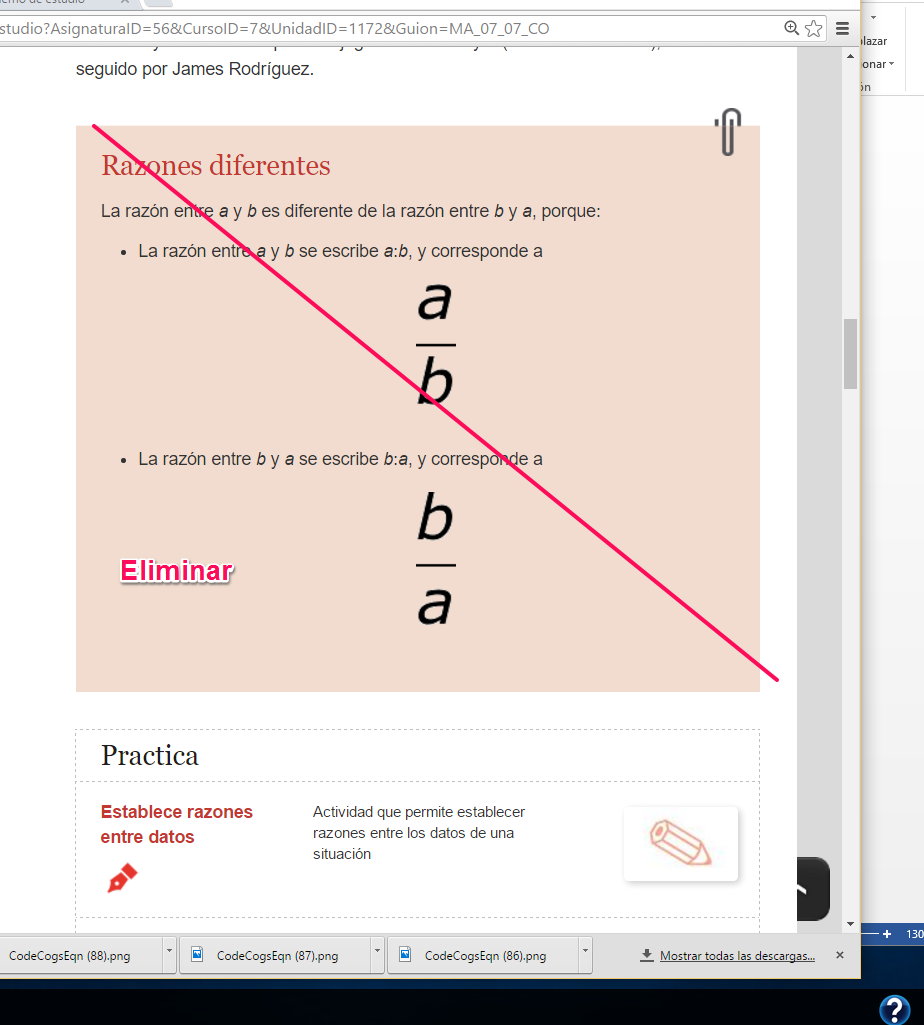 studio?AsignaturaID=56&CursoID=7&UnidadID=1172&Guion=MA_07_07_CO
seguido por James Rodríguez.
Razones diferentes
La razón entre a y b es diferente de la razón entre b y a, porque:
• La razón entre a y b se escribe a:b, y corresponde a
a
b
• La razón entre b y a se escribe b:a, y corresponde a
b
a
Eliminar
Practica
Establece razones
entre datos
Actividad que permite establecer
razones entre los datos de una
situación
CodeCogsEqn (88).png
CodeCogsEqn (87).png
CodeCogsEqn (86).png
Mostrar todas las descargas...
130